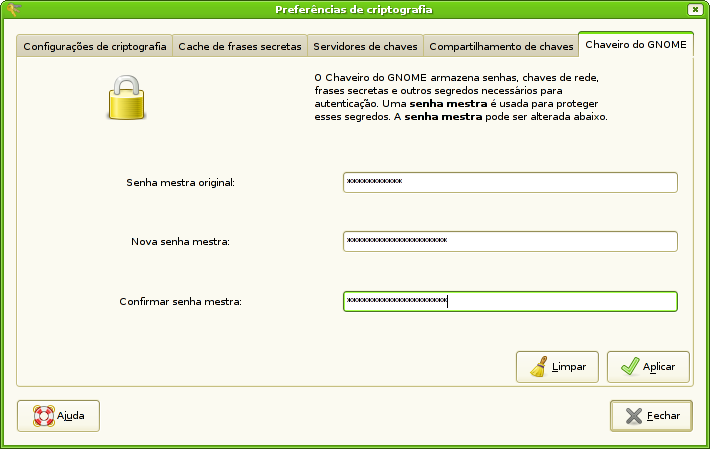 Preferências de criptografia
Configurações de criptografia Cache de frases secretas Servidores de chaves Compartilhamento de chaves Chaveiro do GNOME
O Chaveiro do GNOME armazena senhas, chaves de rede,
frases secretas e outros segredos necessários para
autenticação. Uma senha mestra é usada para proteger
esses segredos. A senha mestra pode ser alterada abaixo.
Senha mestra original: ***********
Nova senha mestra: ********************
Confirmar senha mestra: ********************
Limpar Aplicar
Ajuda Fechar